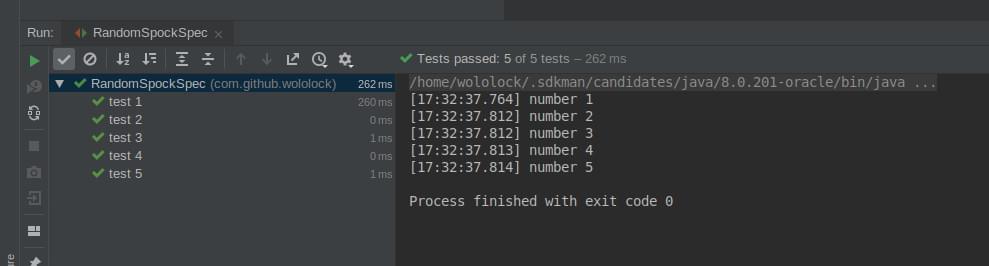 Run: RandomSpockSpec
Tests passed: 5 of 5 tests – 262 ms
RandomSpockSpec (com.github.wololock) 262 ms
test 1 260 ms
test 2 0 ms
test 3 1 ms
test 4 0 ms
test 5 1 ms
/home/wololock/.sdkman/candidates/java/8.0.201-oracle/bin/java ...
[17:32:37.764] number 1
[17:32:37.812] number 2
[17:32:37.812] number 3
[17:32:37.813] number 4
[17:32:37.814] number 5
Process finished with exit code 0